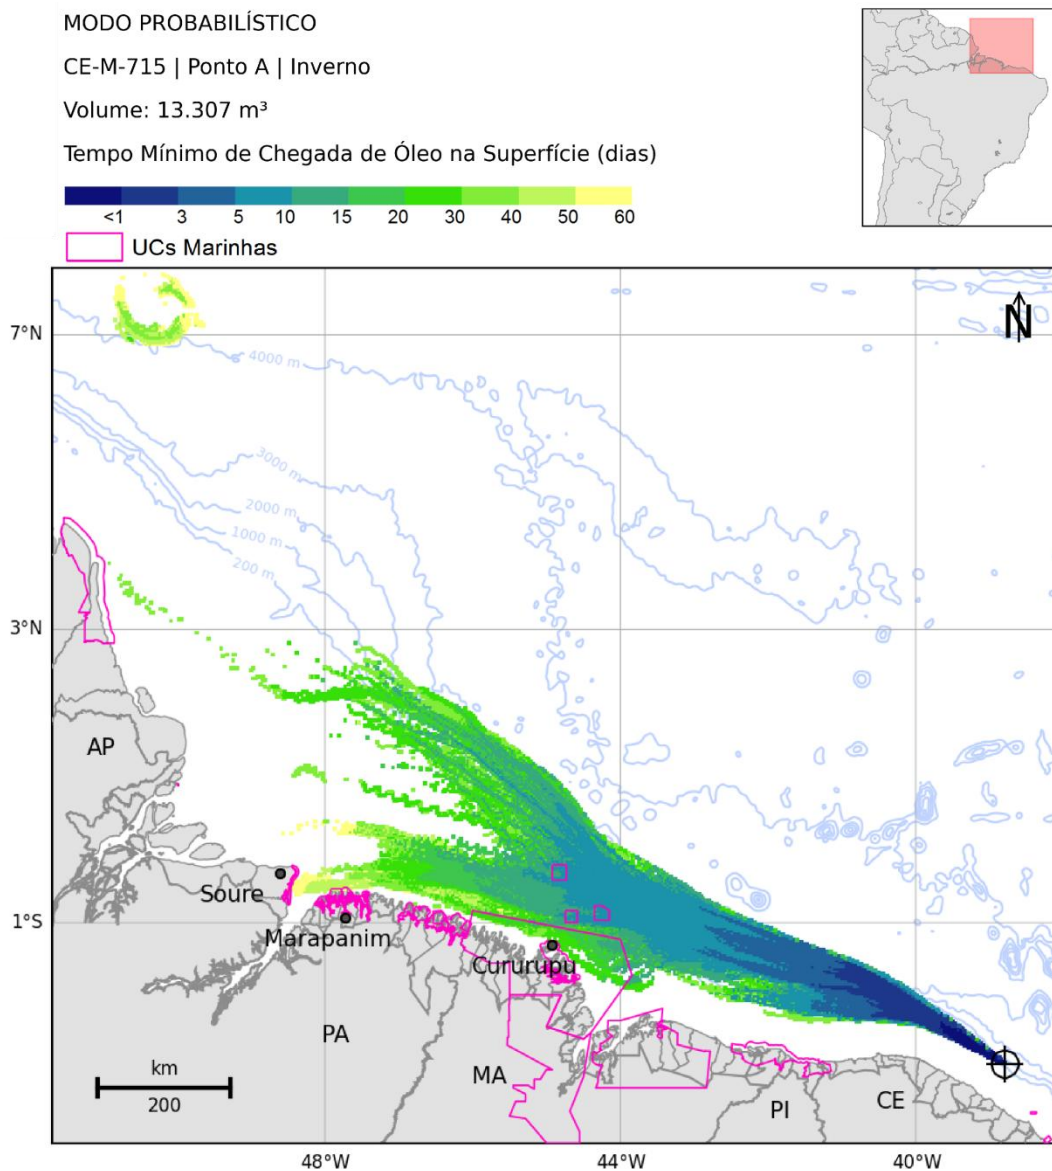 MODO PROBABILÍSTICO
CE-M-715 | Ponto A | Inverno
Volume: 13.307 m³
Tempo Mínimo de Chegada de Óleo na Superfície (dias)
<1 3 5 10 15 20 30 40 50 60
UCs Marinhas
N
7°N
4000 m
3000 m
2000 m
1000 m
200 m
3°N
AP
Soure
1°S
Marapanim
Cururupu
PA
km
200
MA
PI
CE
48°W 44°W 40°W